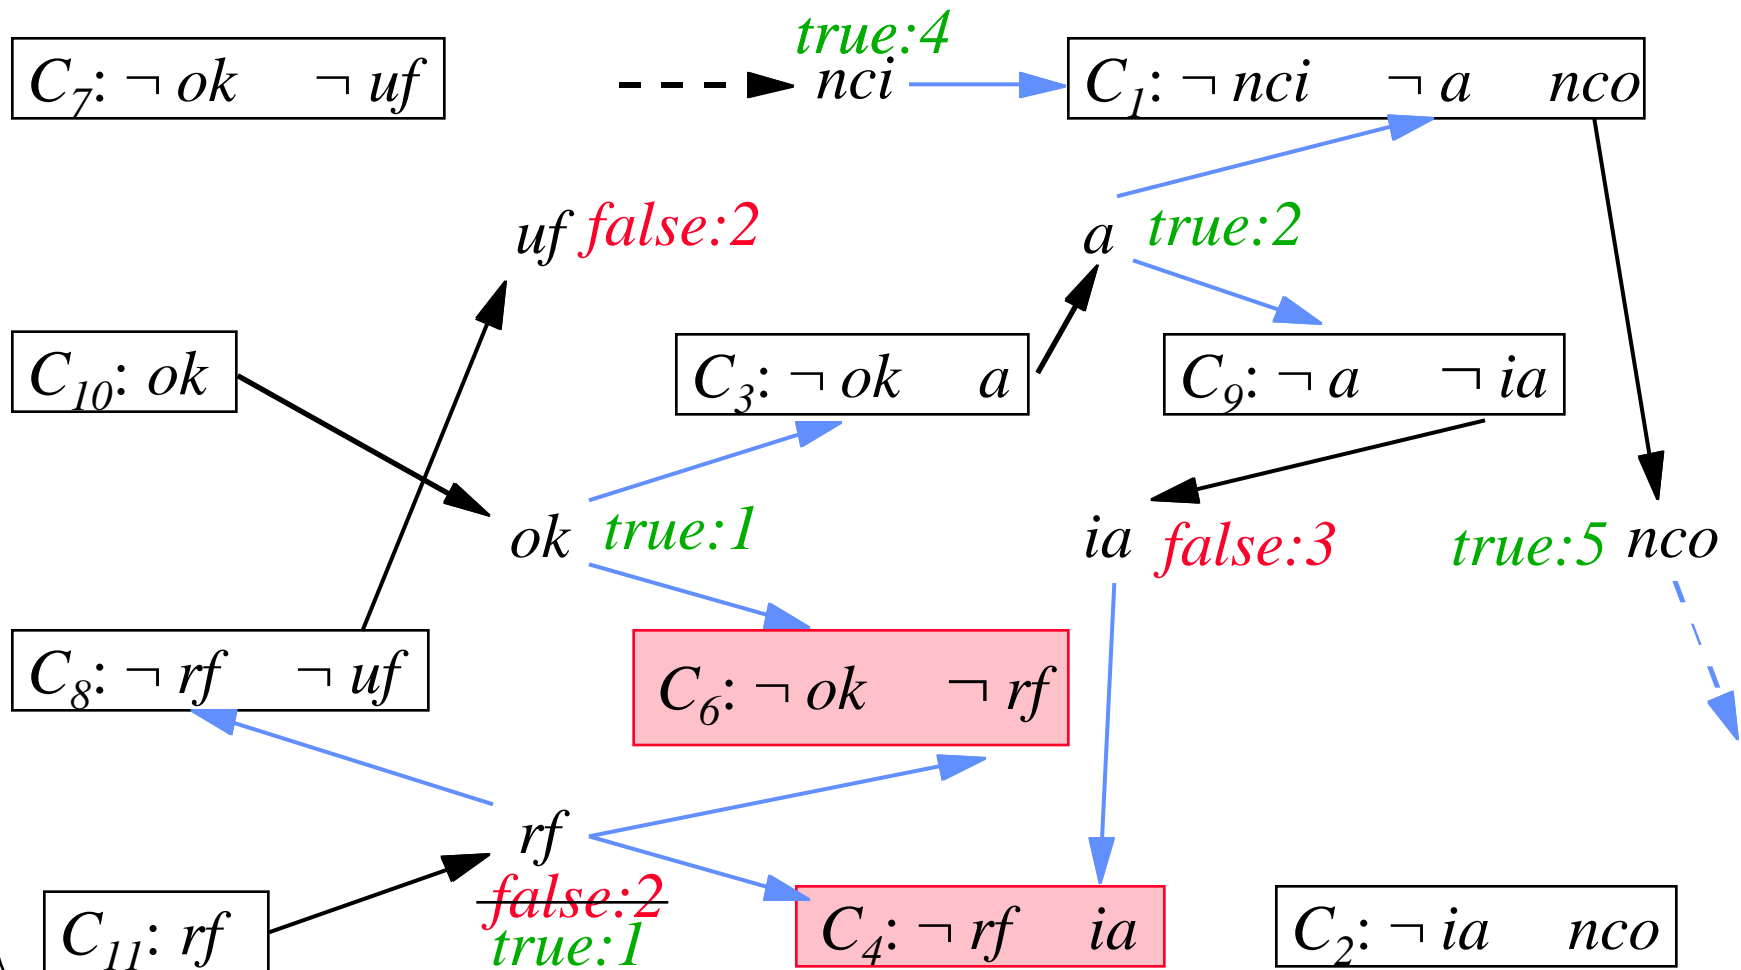 true:4
C7: ¬ ok ¬ uf
nci
C1: ¬ nci ¬ a nco
uf false:2
a true:2
C10: ok
C3: ¬ ok a
C9: ¬ a ¬ ia
ok true:1
ia false:3
true:5 nco
C8: ¬ rf ¬ uf
C6: ¬ ok ¬ rf
rf
false:2
true:1
C11: rf
C4: ¬ rf ia
C2: ¬ ia nco